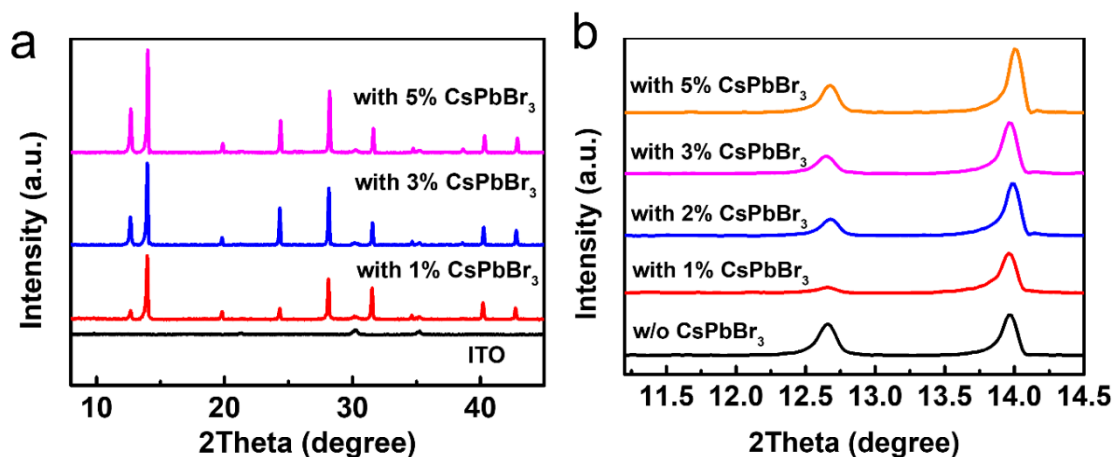 a
with 5% CsPbBr₃
with 3% CsPbBr₃
with 1% CsPbBr₃
ITO
Intensity (a.u.)
10 20 30 40
2Theta (degree)
b
with 5% CsPbBr₃
with 3% CsPbBr₃
with 2% CsPbBr₃
with 1% CsPbBr₃
w/o CsPbBr₃
Intensity (a.u.)
11.5 12.0 12.5 13.0 13.5 14.0 14.5
2Theta (degree)